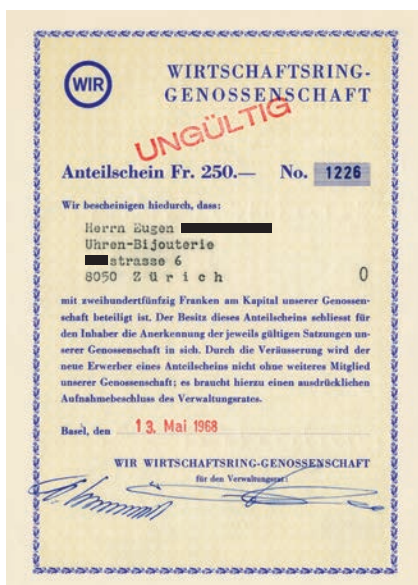 WIR
WIRTSCHAFTSRING-
GENOSSENSCHAFT
UNGÜLTIG
Anteilschein Fr. 250.— No. 1226
Wir bescheinigen hiedurch, dass:
Herrn Eugen
Uhren-Bijouterie
strasse 6
8050 Zürich 0
mit zweihundertfünfzig Franken am Kapital unserer Genossen-
schaft beteiligt ist. Der Besitz dieses Anteilscheins schliesst für
den Inhaber die Anerkennung der jeweils gültigen Satzungen un-
serer Genossenschaft in sich. Durch die Veräusserung wird der
neue Erwerber eines Anteilscheins nicht ohne weiteres Mitglied
unserer Genossenschaft; es braucht hierzu einen ausdrücklichen
Aufnahmebeschluss des Verwaltungsrates.
Basel, den 13. Mai 1968
WIR WIRTSCHAFTSRING-GENOSSENSCHAFT
für den Verwaltungsrat: